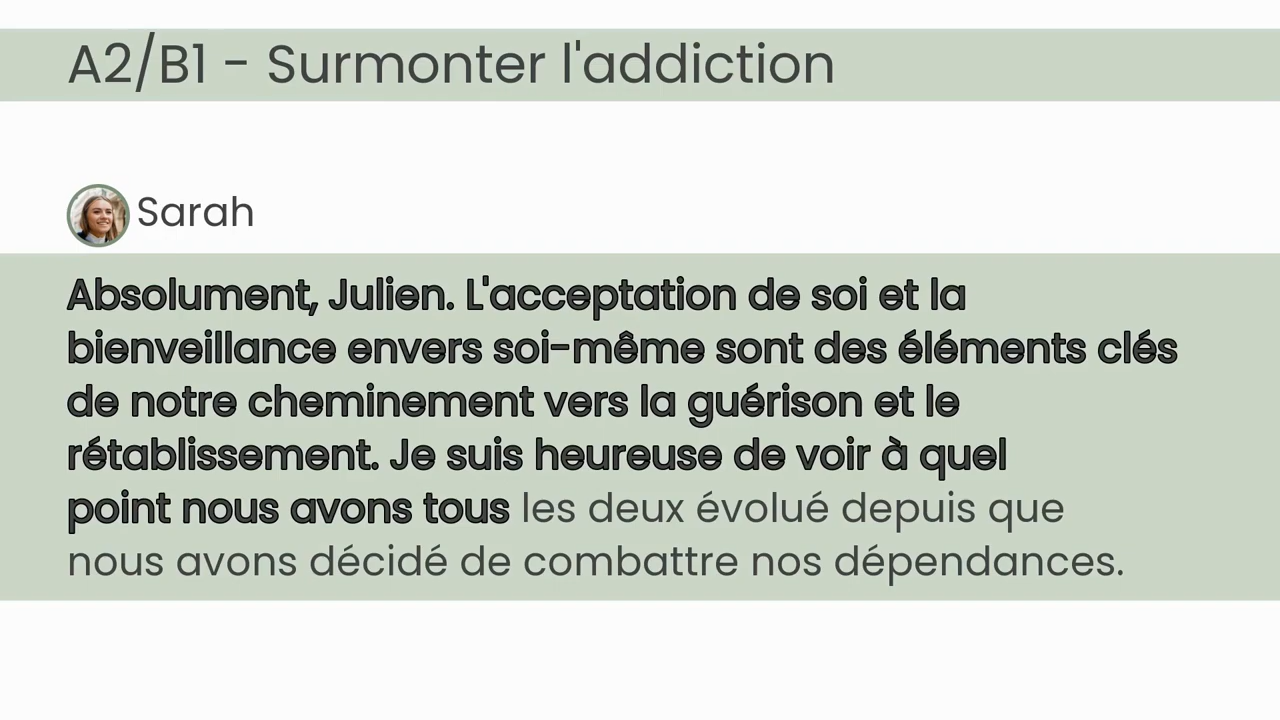 A2/B1 - Surmonter l'addiction
Sarah
Absolument, Julien. L'acceptation de soi et la
bienveillance envers soi-même sont des éléments clés
de notre cheminement vers la guérison et le
rétablissement. Je suis heureuse de voir à quel
point nous avons tous les deux évolué depuis que
nous avons décidé de combattre nos dépendances.